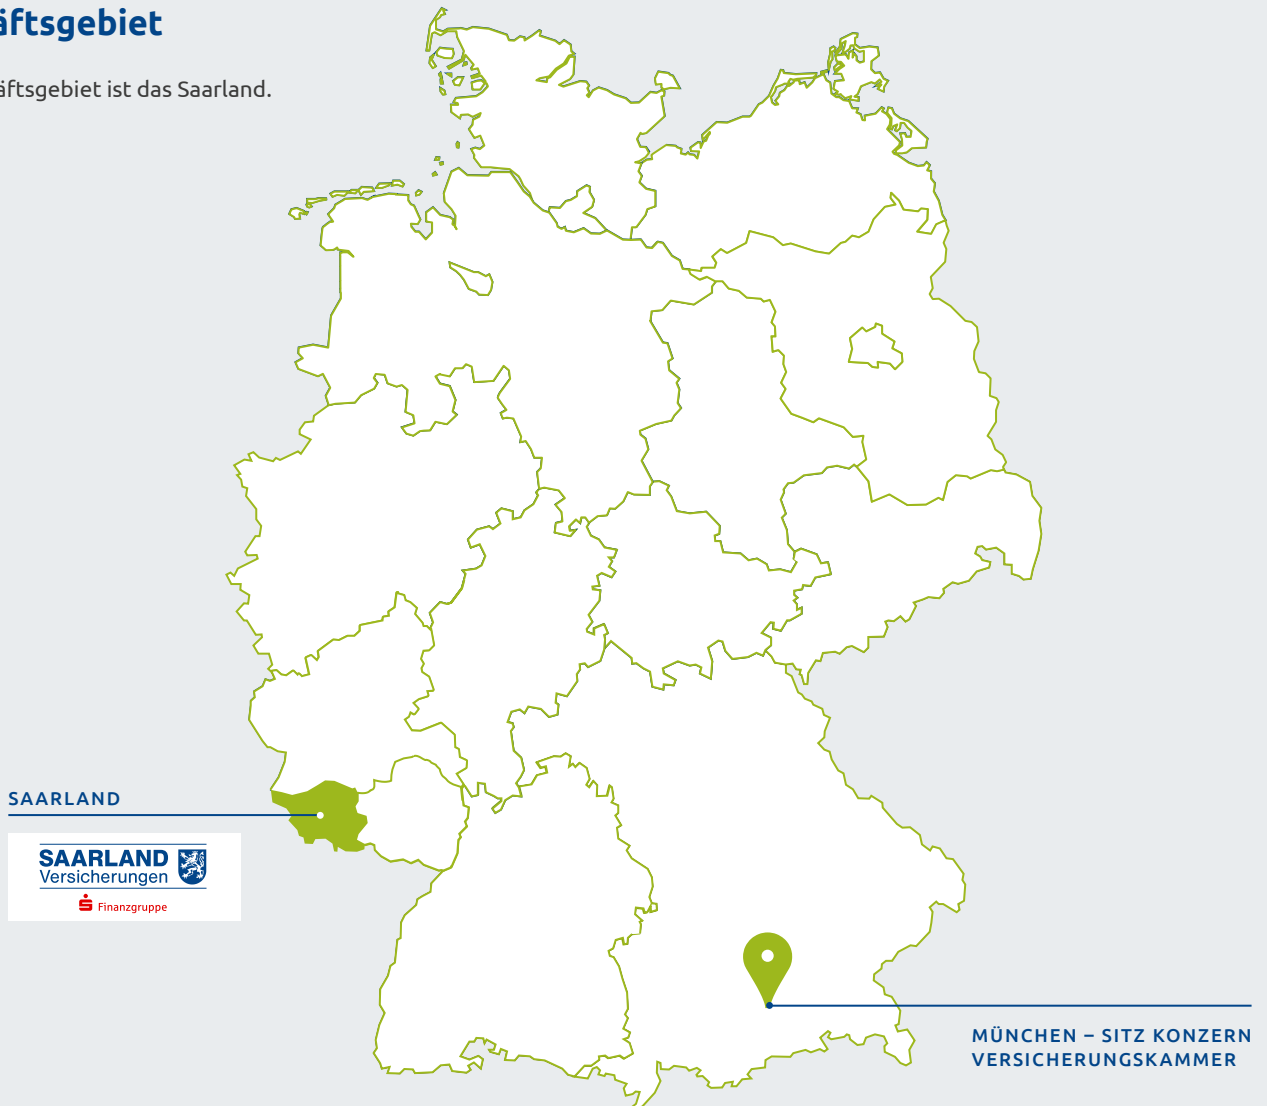 äftsgebiet
äftsgebiet ist das Saarland.
SAARLAND
SAARLAND
Versicherungen
Finanzgruppe
MÜNCHEN – SITZ KONZERN
VERSICHERUNGSKAMMER